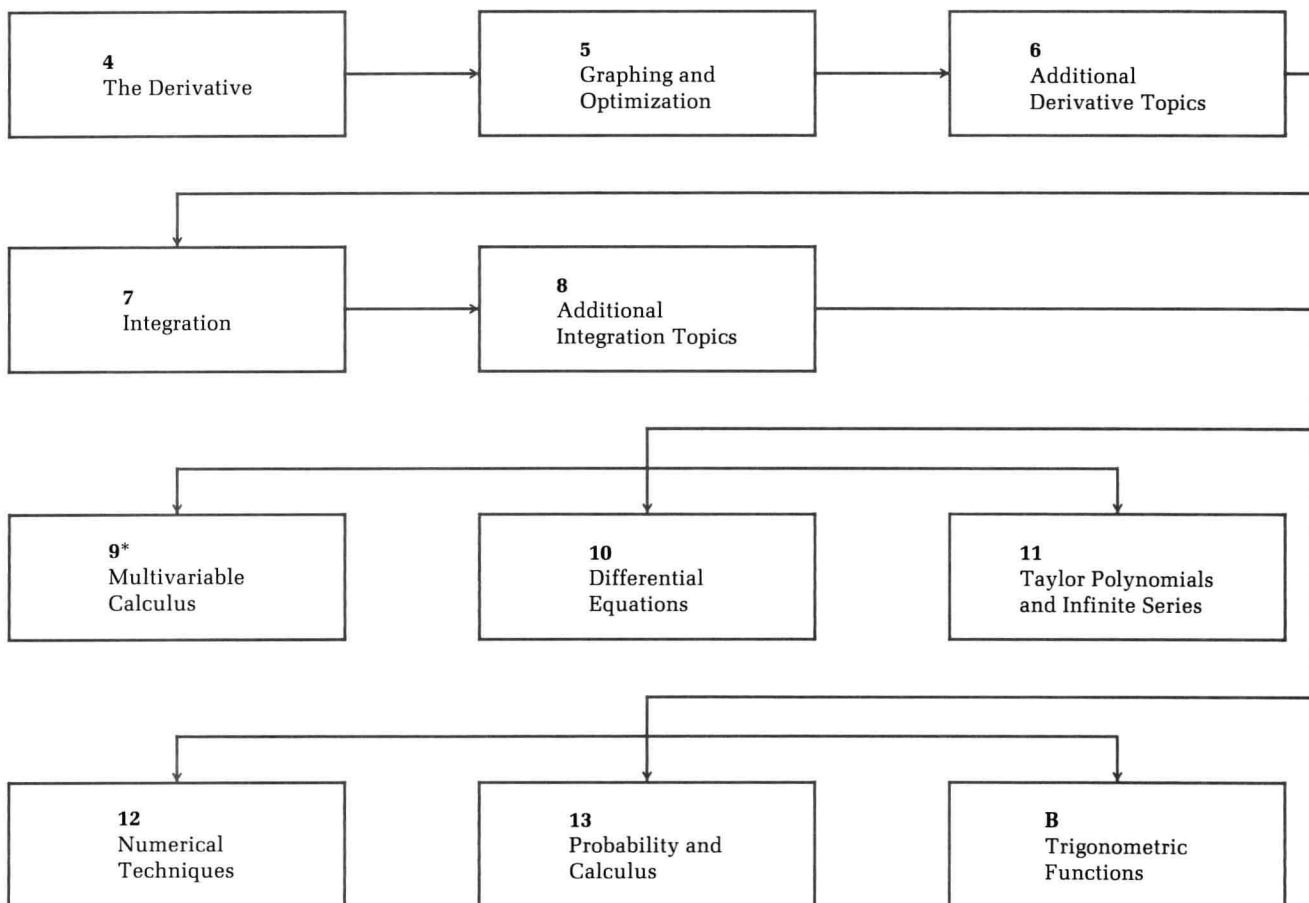 4
The Derivative
5
Graphing and
Optimization
6
Additional
Derivative Topics
7
Integration
8
Additional
Integration Topics
9*
Multivariable
Calculus
10
Differential
Equations
11
Taylor Polynomials
and Infinite Series
12
Numerical
Techniques
13
Probability and
Calculus
B
Trigonometric
Functions